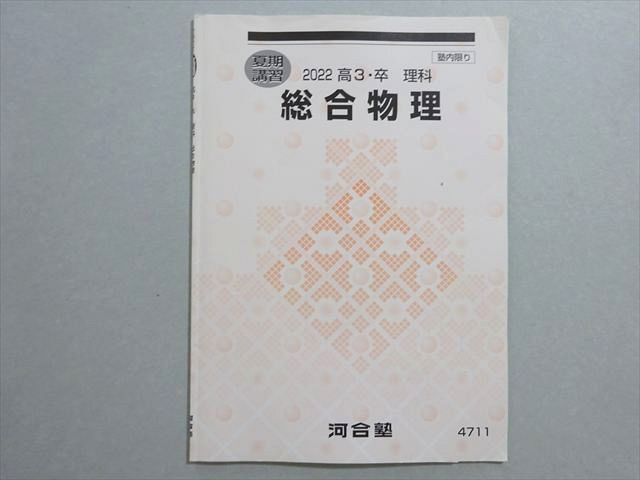 塾内限り
夏期
講習
2022 高3・卒 理科
総合物理
河合塾
4711